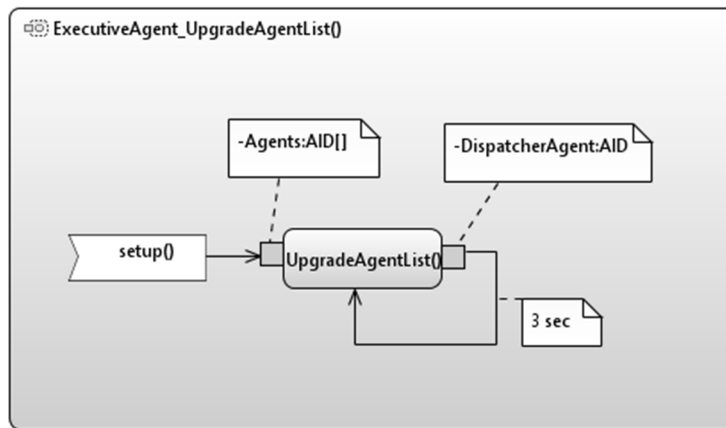 ExecutiveAgent_UpgradeAgentList()
-Agents:AID[]
-DispatcherAgent:AID
setup()
UpgradeAgentList()
3 sec